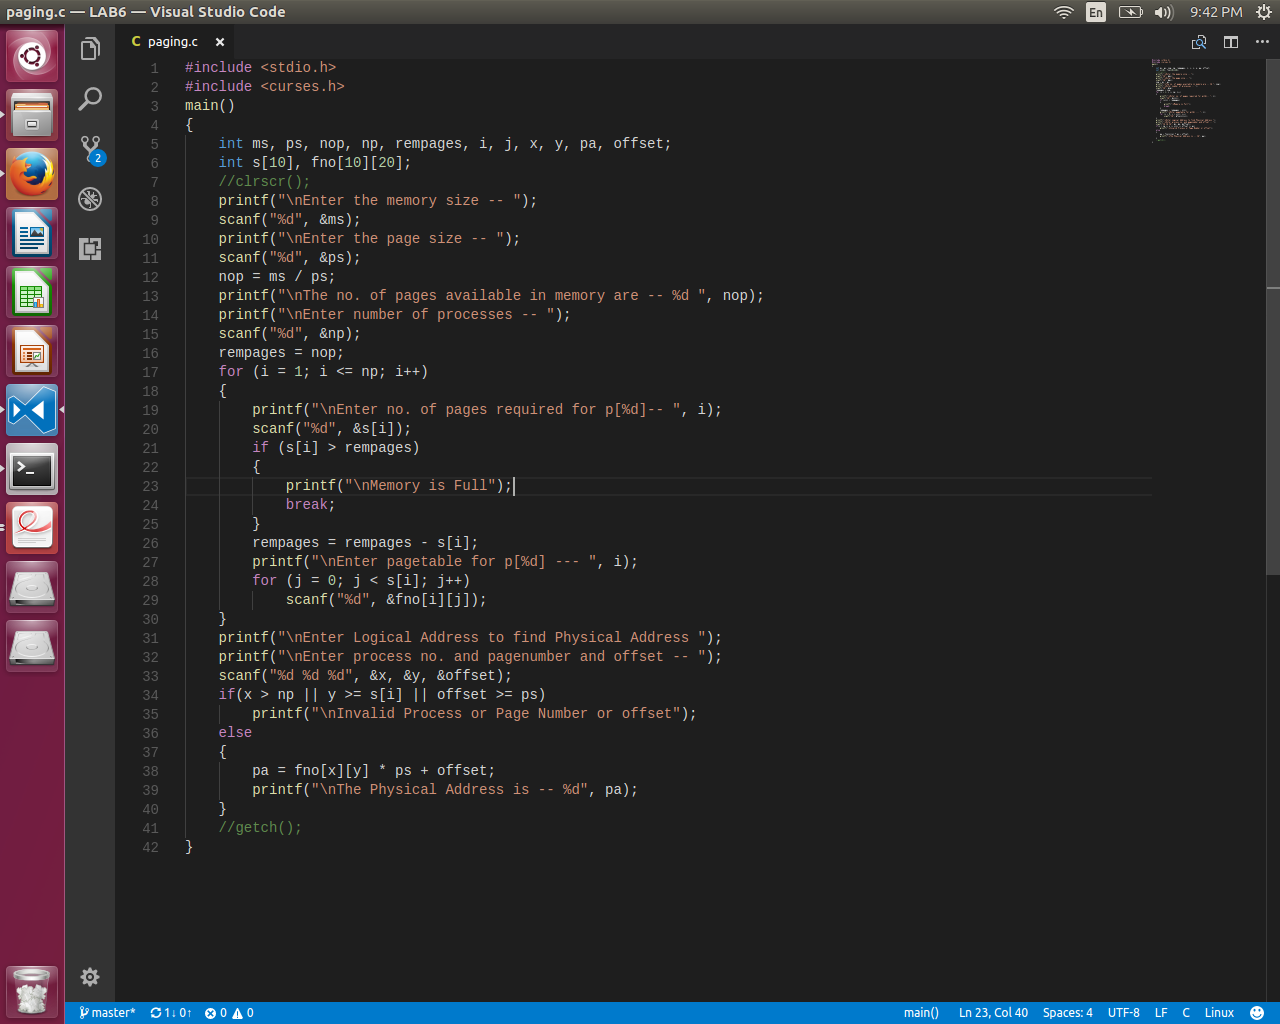 paging.c — LAB6 — Visual Studio Code
En
9:42 PM
C paging.c ×
2
1 #include <stdio.h>
2 #include <curses.h>
3 main()
4 {
5 int ms, ps, nop, np, rempages, i, j, x, y, pa, offset;
6 int s[10], fno[10][20];
7 //clrscr();
8 printf("\nEnter the memory size -- ");
9 scanf("%d", &ms);
10 printf("\nEnter the page size -- ");
11 scanf("%d", &ps);
12 nop = ms / ps;
13 printf("\nThe no. of pages available in memory are -- %d ", nop);
14 printf("\nEnter number of processes -- ");
15 scanf("%d", &np);
16 rempages = nop;
17 for (i = 1; i <= np; i++)
18 {
19 printf("\nEnter no. of pages required for p[%d]-- ", i);
20 scanf("%d", &s[i]);
21 if (s[i] > rempages)
22 {
23 printf("\nMemory is Full");
24 break;
25 }
26 rempages = rempages - s[i];
27 printf("\nEnter pagetable for p[%d] --- ", i);
28 for (j = 0; j < s[i]; j++)
29 scanf("%d", &fno[i][j]);
30 }
31 printf("\nEnter Logical Address to find Physical Address ");
32 printf("\nEnter process no. and pagenumber and offset -- ");
33 scanf("%d %d %d", &x, &y, &offset);
34 if(x > np || y >= s[i] || offset >= ps)
35 printf("\nInvalid Process or Page Number or offset");
36 else
37 {
38 pa = fno[x][y] * ps + offset;
39 printf("\nThe Physical Address is -- %d", pa);
40 }
41 //getch();
42 }
master* 1↓ 0↑ 0 0 main() Ln 23, Col 40 Spaces: 4 UTF-8 LF C Linux